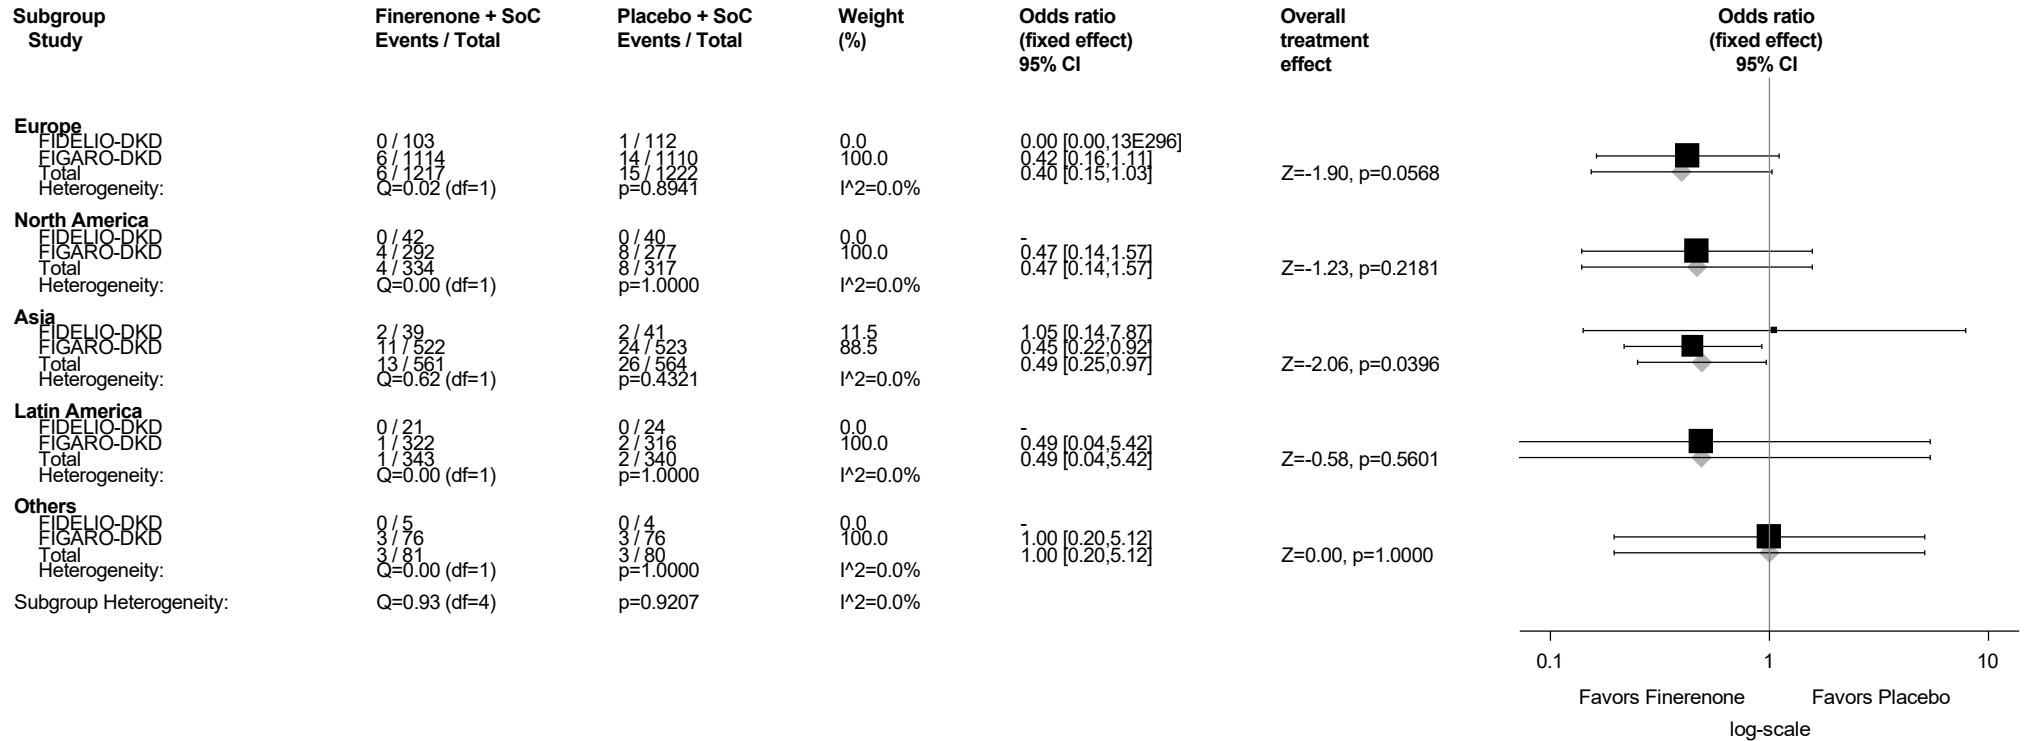 Subgroup Finerenone + SoC Placebo + SoC Weight Odds ratio Overall Odds ratio
Study Events / Total Events / Total (%) (fixed effect) treatment (fixed effect)
95% CI effect 95% CI
Europe
FIDELIO-DKD 0 / 103 1 / 112 0.0 0.00 [0.00,13E296]
FIGARO-DKD 6 / 1114 14 / 1110 100.0 0.42 [0.16,1.11]
Total 6 / 1217 15 / 1222 0.40 [0.15,1.03] Z=-1.90, p=0.0568
Heterogeneity: Q=0.02 (df=1) p=0.8941 I^2=0.0%
North America
FIDELIO-DKD 0 / 42 0 / 40 0.0 -
FIGARO-DKD 4 / 292 8 / 277 100.0 0.47 [0.14,1.57]
Total 4 / 334 8 / 317 0.47 [0.14,1.57] Z=-1.23, p=0.2181
Heterogeneity: Q=0.00 (df=1) p=1.0000 I^2=0.0%
Asia
FIDELIO-DKD 2 / 39 2 / 41 11.5 1.05 [0.14,7.87]
FIGARO-DKD 11 / 522 24 / 523 88.5 0.45 [0.22,0.92]
Total 13 / 561 26 / 564 0.49 [0.25,0.97] Z=-2.06, p=0.0396
Heterogeneity: Q=0.62 (df=1) p=0.4321 I^2=0.0%
Latin America
FIDELIO-DKD 0 / 21 0 / 24 0.0 -
FIGARO-DKD 1 / 322 2 / 316 100.0 0.49 [0.04,5.42]
Total 1 / 343 2 / 340 0.49 [0.04,5.42] Z=-0.58, p=0.5601
Heterogeneity: Q=0.00 (df=1) p=1.0000 I^2=0.0%
Others
FIDELIO-DKD 0 / 5 0 / 4 0.0 -
FIGARO-DKD 3 / 76 3 / 76 100.0 1.00 [0.20,5.12]
Total 3 / 81 3 / 80 1.00 [0.20,5.12] Z=0.00, p=1.0000
Heterogeneity: Q=0.00 (df=1) p=1.0000 I^2=0.0%
Subgroup Heterogeneity: Q=0.93 (df=4) p=0.9207 I^2=0.0%
0.1 1 10
Favors Finerenone Favors Placebo
log-scale